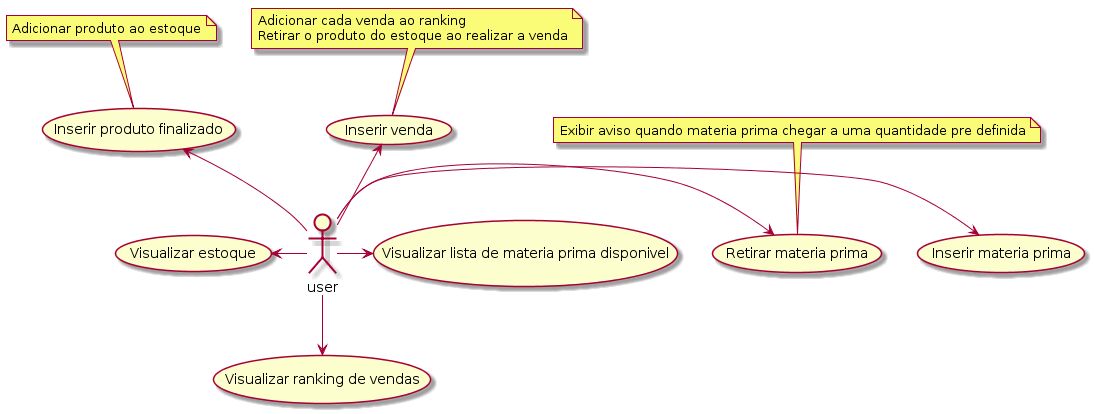 Adicionar produto ao estoque
Adicionar cada venda ao ranking
Retirar o produto do estoque ao realizar a venda
Inserir produto finalizado
Inserir venda
Exibir aviso quando materia prima chegar a uma quantidade pre definida
Visualizar estoque
Visualizar lista de materia prima disponivel
Retirar materia prima
Inserir materia prima
user
Visualizar ranking de vendas